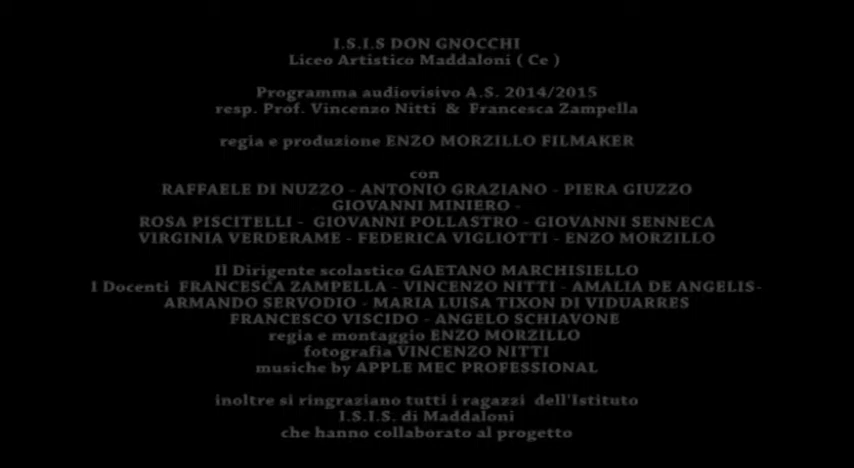 I.S.I.S DON GNOCCHI
Liceo Artistico Maddaloni ( Ce )
Programma audiovisivo A.S. 2014/2015
resp. Prof. Vincenzo Nitti & Francesca Zampella
regia e produzione ENZO MORZILLO FILMAKER
con
RAFFAELE DI NUZZO - ANTONIO GRAZIANO - PIERA GIUZZO
GIOVANNI MINIERO -
ROSA PISCITELLI - GIOVANNI POLLASTRO - GIOVANNI SENNECA
VIRGINIA VERDERAME - FEDERICA VIGLIOTTI - ENZO MORZILLO
Il Dirigente scolastico GAETANO MARCHISIELLO
I Docenti FRANCESCA ZAMPELLA - VINCENZO NITTI - AMALIA DE ANGELIS-
ARMANDO SERVODIO - MARIA LUISA TIXON DI VIDUARRES
FRANCESCO VISCIDO - ANGELO SCHIAVONE
regia e montaggio ENZO MORZILLO
fotografia VINCENZO NITTI
musiche by APPLE MEC PROFESSIONAL
inoltre si ringraziano tutti i ragazzi dell'Istituto
I.S.I.S. di Maddaloni
che hanno collaborato al progetto